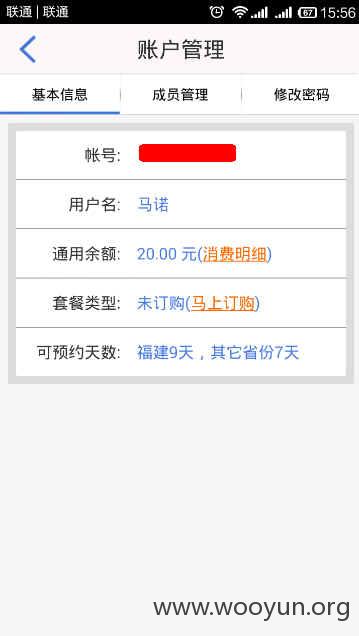 联通 | 联通 67 15:56
账户管理
基本信息 成员管理 修改密码
帐号:
用户名: 马诺
通用余额: 20.00 元(消费明细)
套餐类型: 未订购(马上订购)
可预约天数: 福建9天，其它省份7天
www.wooyun.org